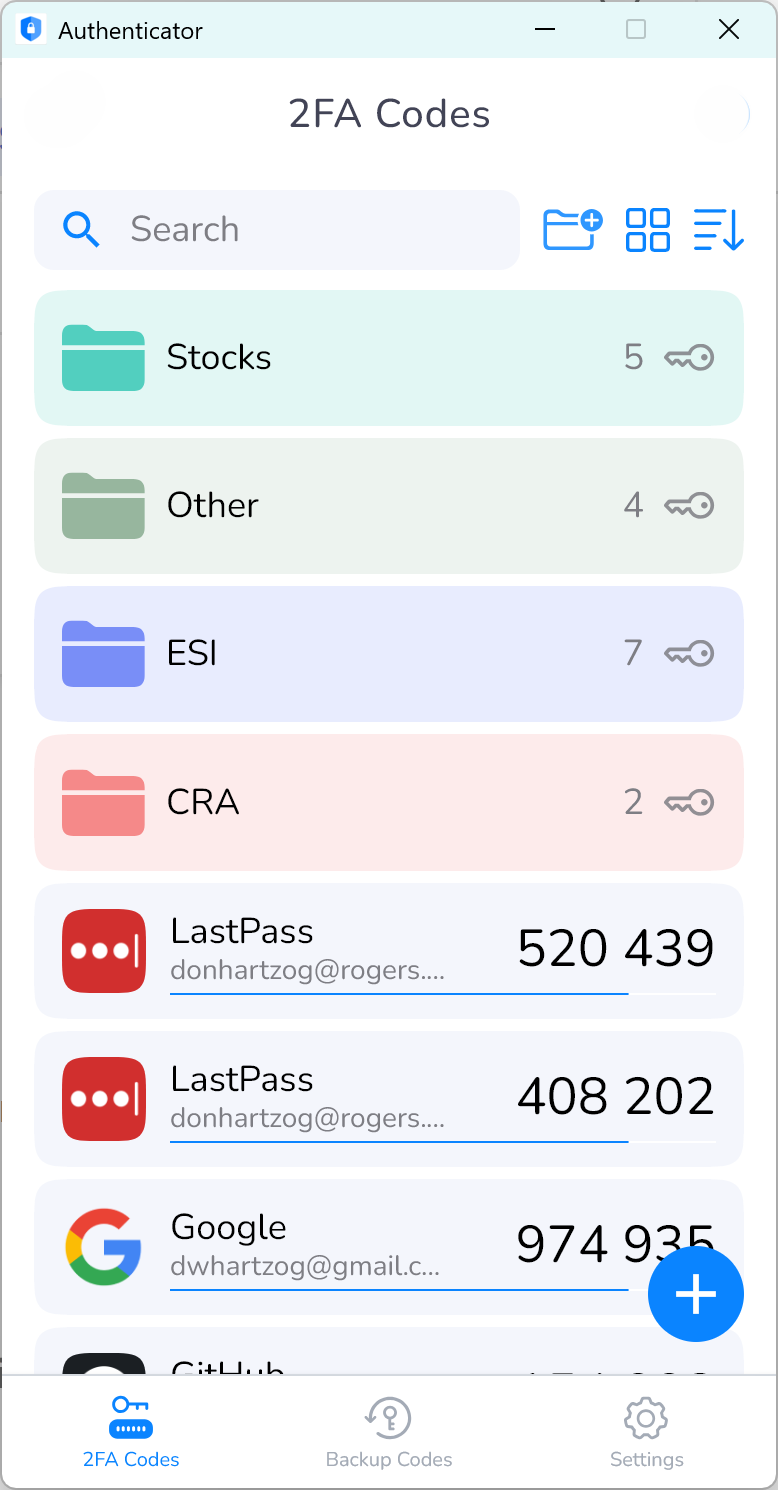 Authenticator
2FA Codes
Search
Stocks 5
Other 4
ESI 7
CRA 2
LastPass
donhartzog@rogers.... 520 439
LastPass
donhartzog@rogers.... 408 202
Google
dwhartzog@gmail.c... 974 935
GitHub
2FA Codes Backup Codes Settings